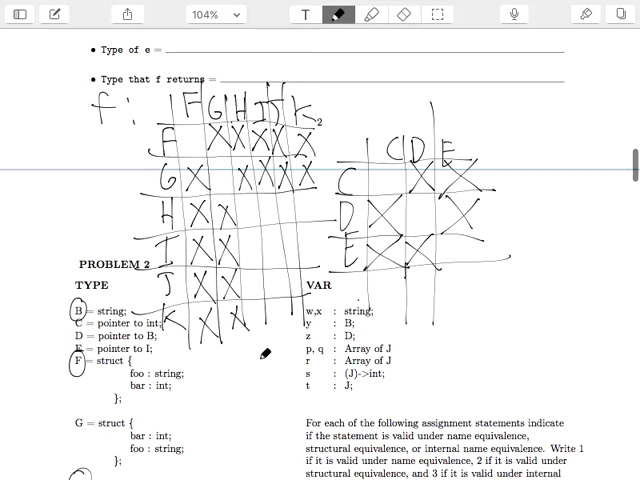 104%
T
• Type of e =
• Type that f returns =
f : F G H I J K 2
F X X X X X
G X X X X X
H X X
I X X
J X X
K X X
C D E
C X X
D X X
E X X
PROBLEM 2
TYPE
B = string;
C = pointer to int;
D = pointer to B;
E = pointer to I;
F = struct {
foo : string;
bar : int;
};
G = struct {
bar : int;
foo : string;
};
VAR
w,x : string;
y : B;
z : D;
p, q : Array of J
r : Array of J
s : (J)->int;
t : J;
For each of the following assignment statements indicate
if the statement is valid under name equivalence,
structural equivalence, or internal name equivalence. Write 1
if it is valid under name equivalence, 2 if it is valid under
structural equivalence, and 3 if it is valid under internal